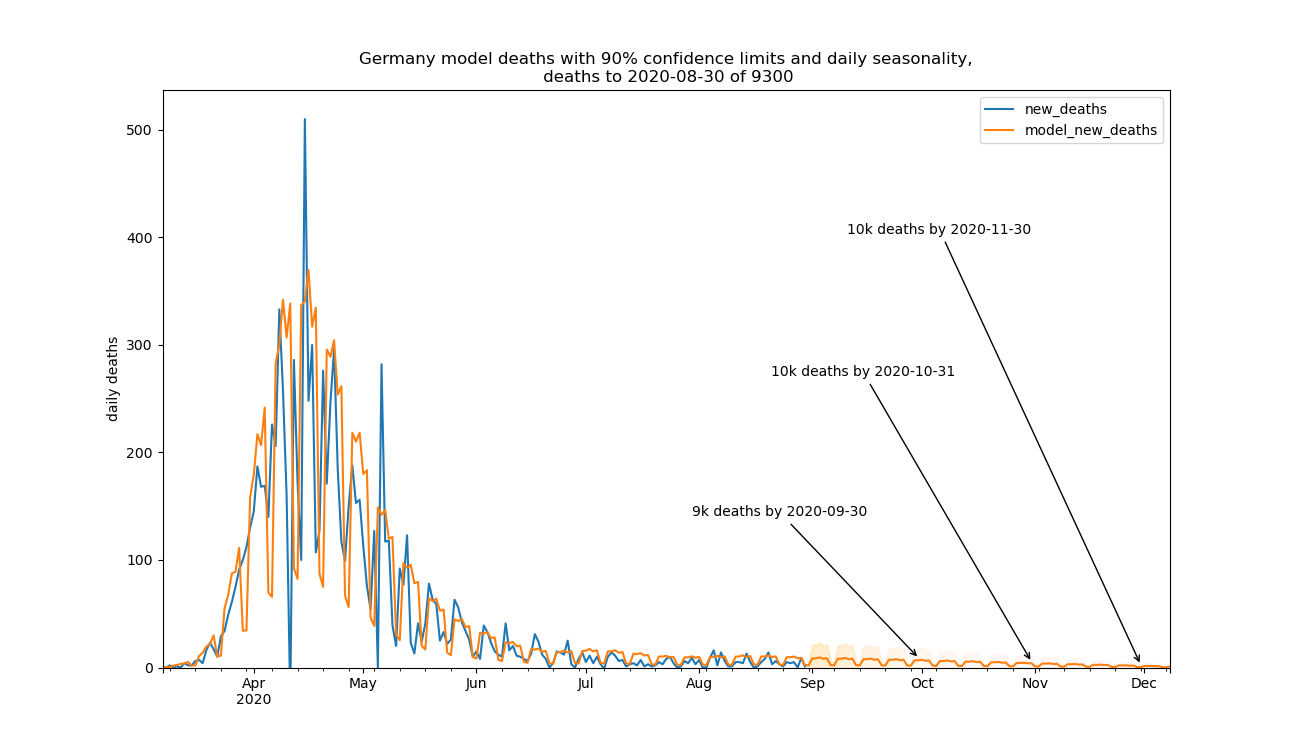 Germany model deaths with 90% confidence limits and daily seasonality,
deaths to 2020-08-30 of 9300
new_deaths
model_new_deaths
500
400
300
200
100
0
daily deaths
10k deaths by 2020-11-30
10k deaths by 2020-10-31
9k deaths by 2020-09-30
Apr
May
Jun
Jul
Aug
Sep
Oct
Nov
Dec
2020